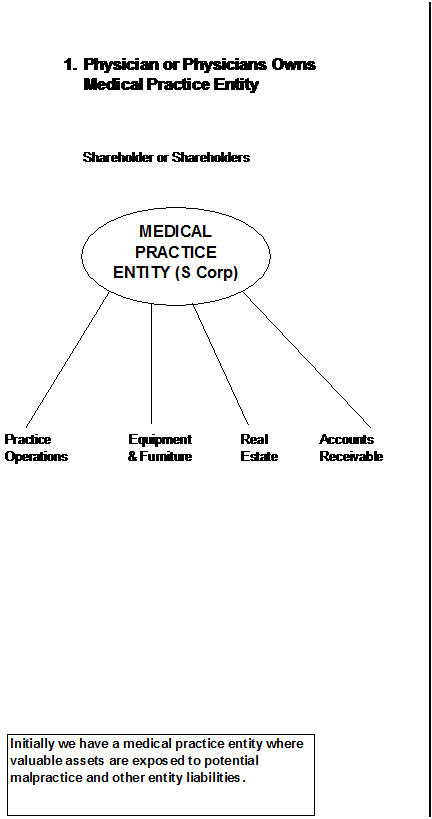 1. Physician or Physicians Owns
Medical Practice Entity
Shareholder or Shareholders
MEDICAL
PRACTICE
ENTITY (S Corp)
Practice
Operations
Equipment
& Furniture
Real
Estate
Accounts
Receivable
Initially we have a medical practice entity where
valuable assets are exposed to potential
malpractice and other entity liabilities.